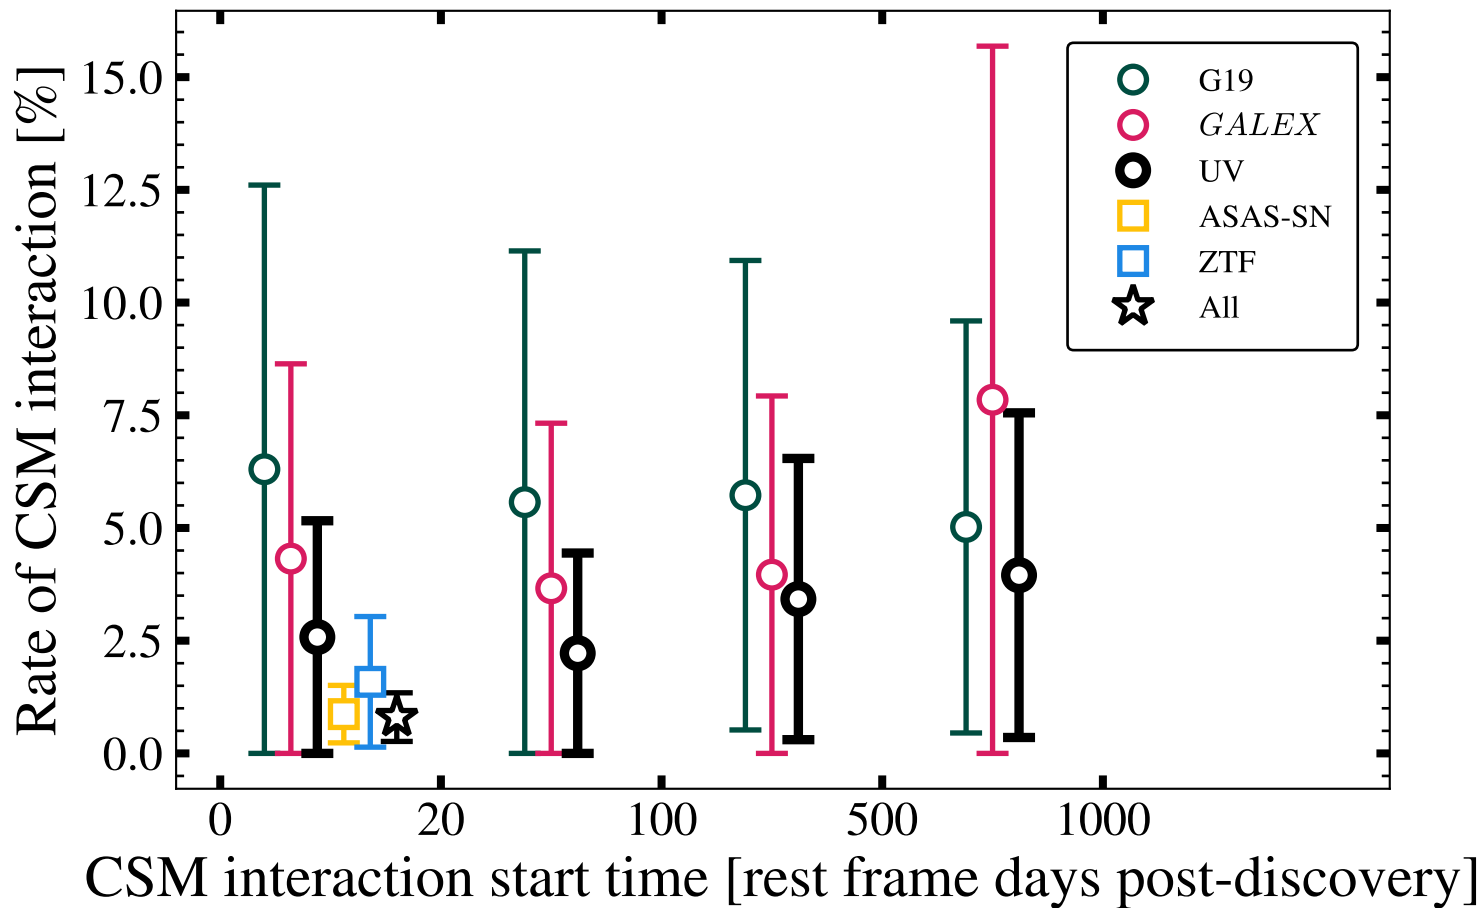 Rate of CSM interaction [%]
15.0
12.5
10.0
7.5
5.0
2.5
0.0
G19
GALEX
UV
ASAS-SN
ZTF
All
0 20 100 500 1000
CSM interaction start time [rest frame days post-discovery]